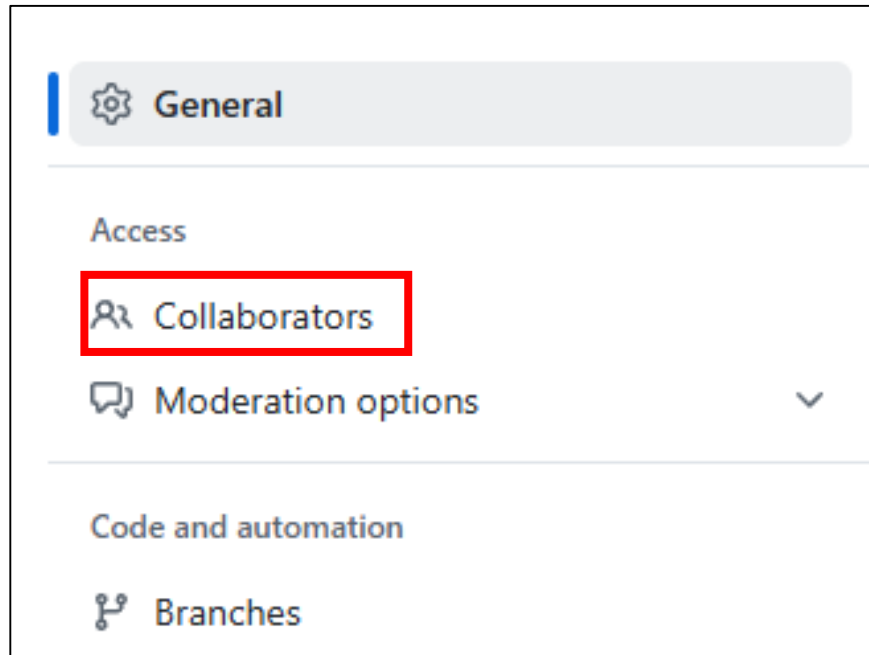 General
Access
Collaborators
Moderation options
Code and automation
Branches